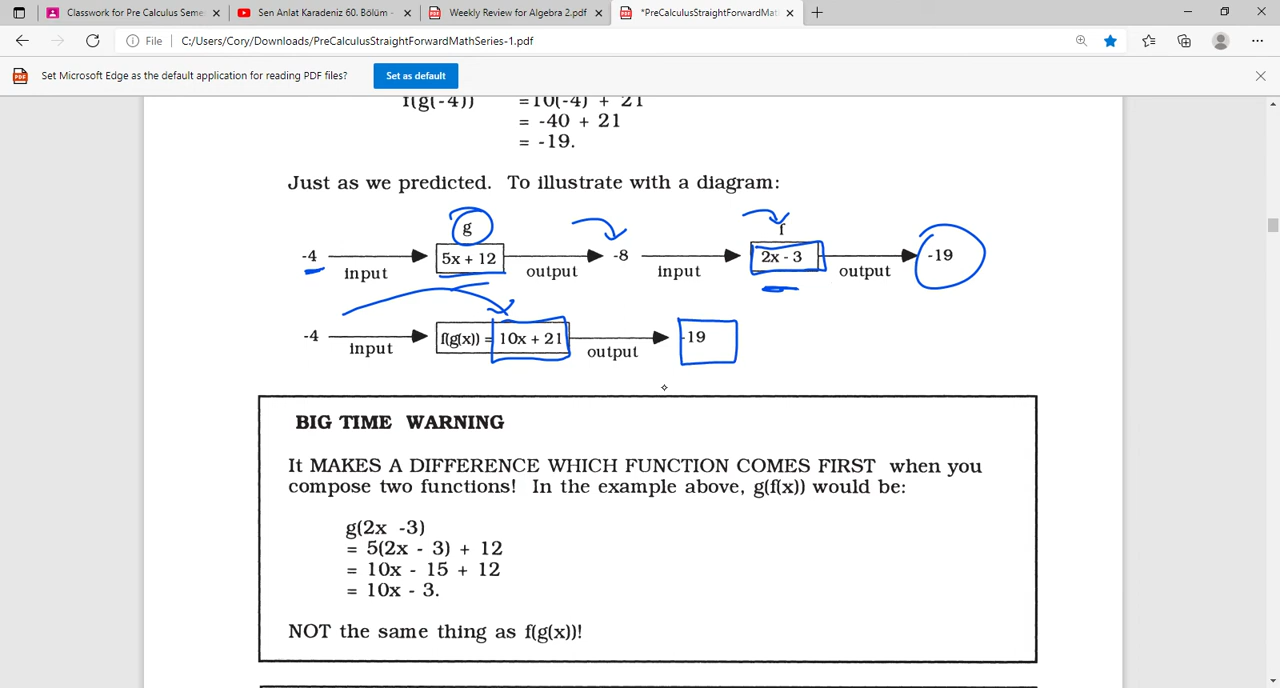 Classwork for Pre Calculus Seme
Sen Anlat Karadeniz 60. Bölüm -
Weekly Review for Algebra 2.pdf
*PreCalculusStraightForwardMat
File
C:/Users/Cory/Downloads/PreCalculusStraightForwardMathSeries-1.pdf
Set Microsoft Edge as the default application for reading PDF files?
Set as default
f(g(-4)) = 10(-4) + 21
= -40 + 21
= -19.
Just as we predicted. To illustrate with a diagram:
g f
-4 5x + 12 -8 2x - 3 -19
input output input output
-4 f(g(x)) = 10x + 21 -19
input output
BIG TIME WARNING
It MAKES A DIFFERENCE WHICH FUNCTION COMES FIRST when you
compose two functions! In the example above, g(f(x)) would be:
g(2x -3)
= 5(2x - 3) + 12
= 10x - 15 + 12
= 10x - 3.
NOT the same thing as f(g(x))!